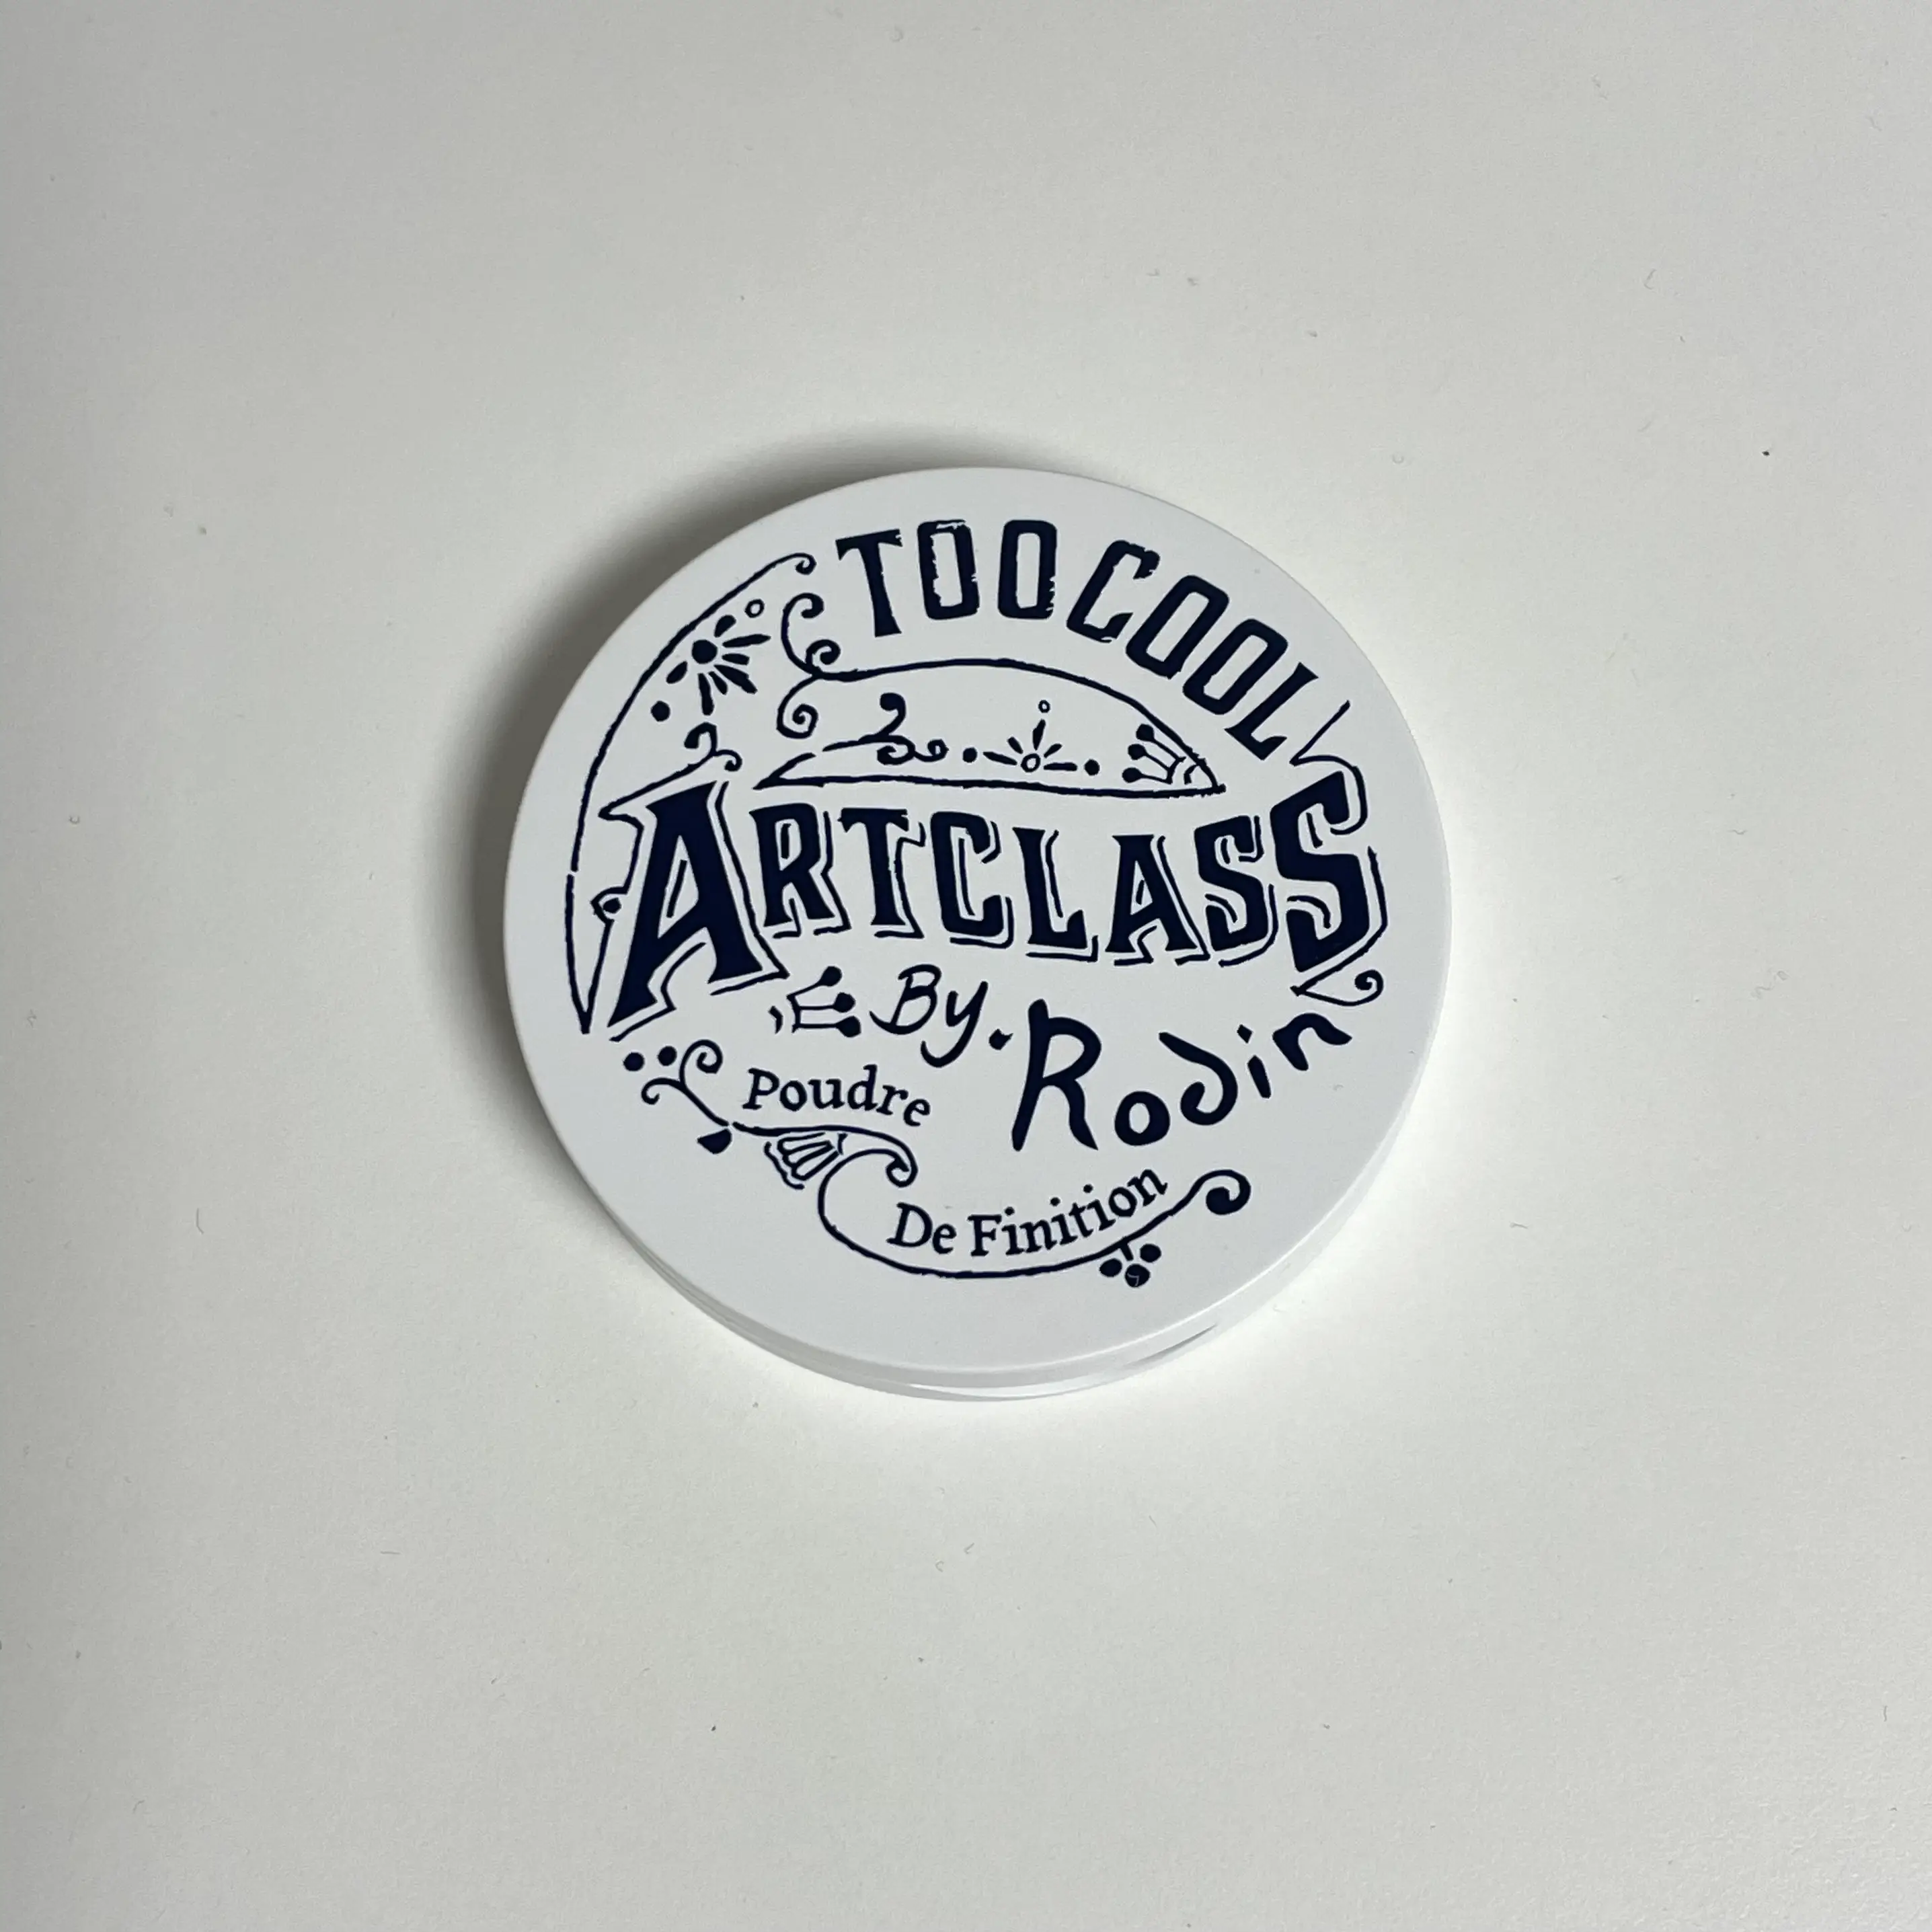 TOOCOOL
ARTCLASS
By. Rodin
Poudre
De Finition